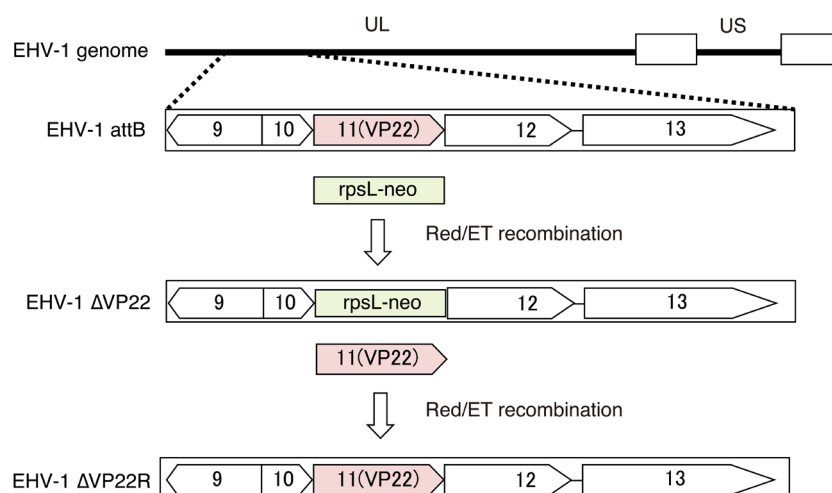 UL
US
EHV-1 genome
EHV-1 attB
9
10
11(VP22)
12
13
rpsL-neo
Red/ET recombination
EHV-1 ΔVP22
9
10
rpsL-neo
12
13
11(VP22)
Red/ET recombination
EHV-1 ΔVP22R
9
10
11(VP22)
12
13